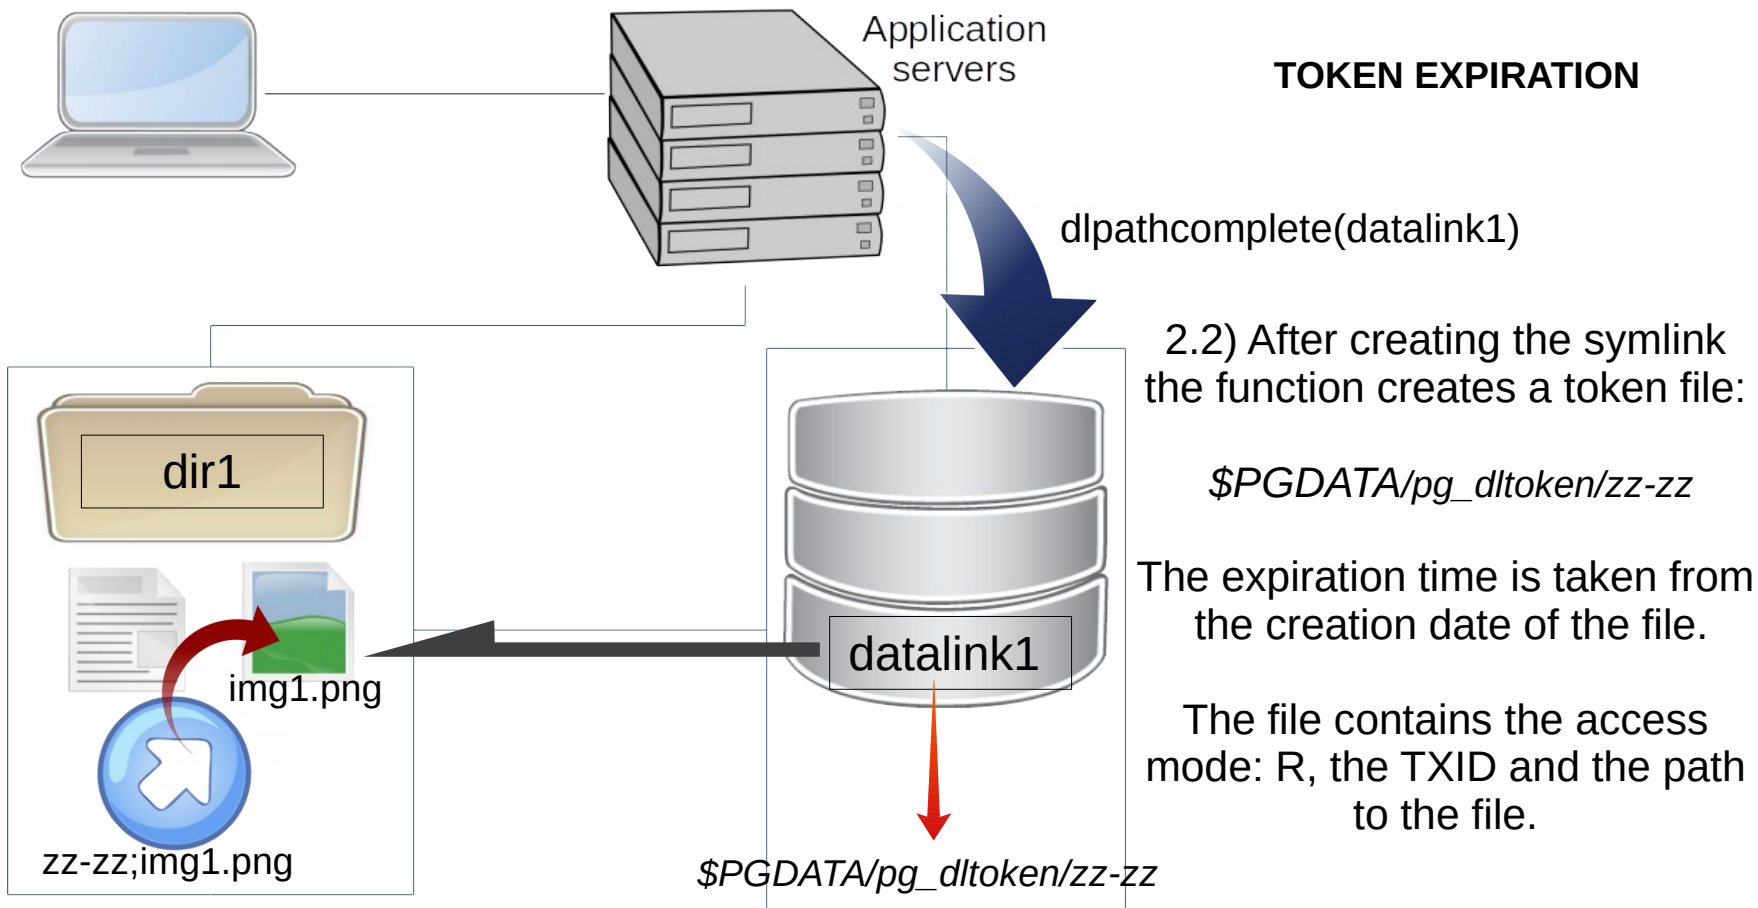 Application
servers
TOKEN EXPIRATION
dlpathcomplete(datalink1)
2.2) After creating the symlink
the function creates a token file:
$PGDATA/pg_dltoken/zz-zz
The expiration time is taken from
the creation date of the file.
The file contains the access
mode: R, the TXID and the path
to the file.
dir1
img1.png
zz-zz;img1.png
datalink1
$PGDATA/pg_dltoken/zz-zz